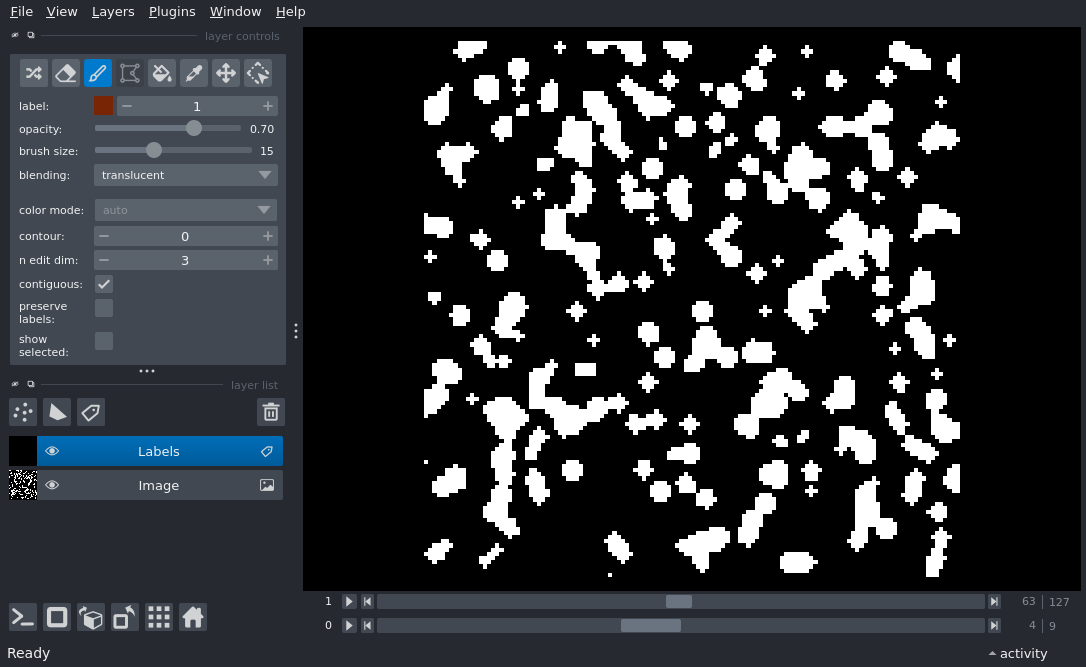 File View Layers Plugins Window Help
layer controls
label: 1
opacity: 0.70
brush size: 15
blending: translucent
color mode: auto
contour: 0
n edit dim: 3
contiguous:
preserve
labels:
show
selected:
layer list
Labels
Image
1 63 127
0 4 9
Ready activity